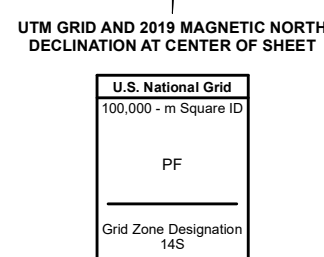 UTM GRID AND 2019 MAGNETIC NORTH
DECLINATION AT CENTER OF SHEET
U.S. National Grid
100,000 - m Square ID
PF
Grid Zone Designation
14S